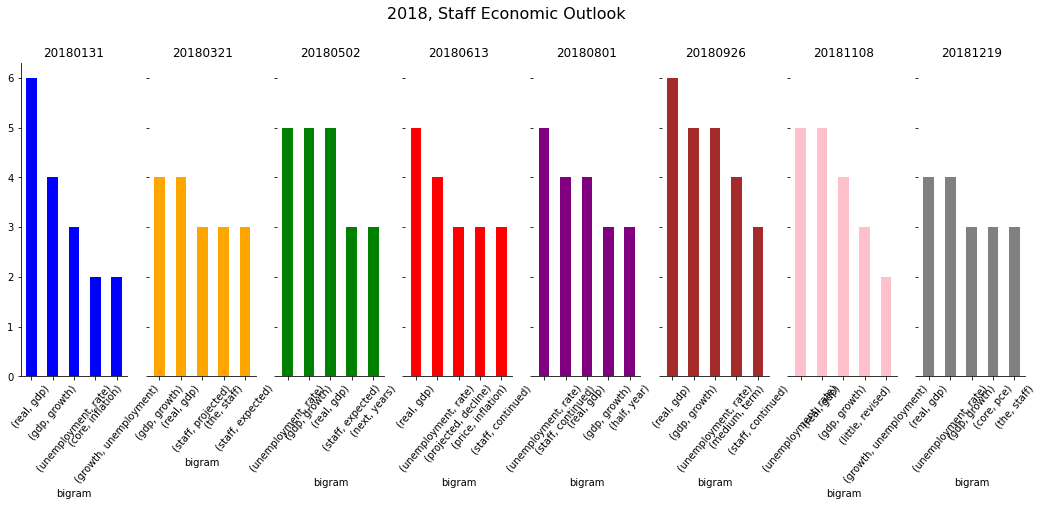 2018, Staff Economic Outlook
20180131
20180321
20180502
20180613
20180801
20180926
20181108
20181219
6
5
4
3
2
1
0
(real, gdp)
(gdp, growth)
(unemployment, rate)
(core, inflation)
(growth, unemployment)
bigram
(gdp, growth)
(real, gdp)
(staff, projected)
(the, staff)
(staff, expected)
bigram
(unemployment, rate)
(gdp, growth)
(real, gdp)
(staff, expected)
(next, years)
bigram
(real, gdp)
(unemployment, rate)
(projected, decline)
(price, inflation)
(staff, continued)
bigram
(unemployment, rate)
(staff, continued)
(real, gdp)
(gdp, growth)
(half, year)
bigram
(real, gdp)
(gdp, growth)
(unemployment, rate)
(medium, term)
(staff, continued)
bigram
(unemployment, rate)
(real, gdp)
(gdp, growth)
(little, revised)
(growth, unemployment)
bigram
(real, gdp)
(unemployment, rate)
(gdp, growth)
(core, pce)
(the, staff)
bigram